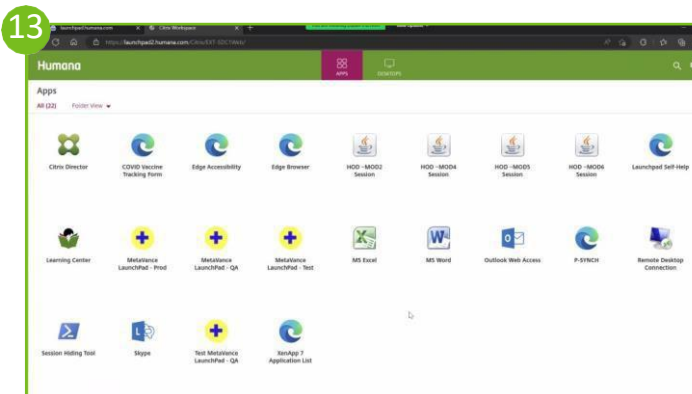 13
launchpad2.humana.com
Citrix Workspace
https://launchpad2.humana.com/Citrix/EXT-EDC1Web/
Humana
APPS
DESKTOPS
Apps
All (22) Folder View
Citrix Director
COVID Vaccine
Tracking Form
Edge Accessibility
Edge Browser
HOD -MOD2
Session
HOD -MOD4
Session
HOD -MOD5
Session
HOD -MOD6
Session
Launchpad Self-Help
Learning Center
MetaVance
LaunchPad - Prod
MetaVance
LaunchPad - QA
MetaVance
LaunchPad - Test
MS Excel
MS Word
Outlook Web Access
P-SYNCH
Remote Desktop
Connection
Session Hiding Tool
Skype
Test MetaVance
LaunchPad - QA
XenApp 7
Application List